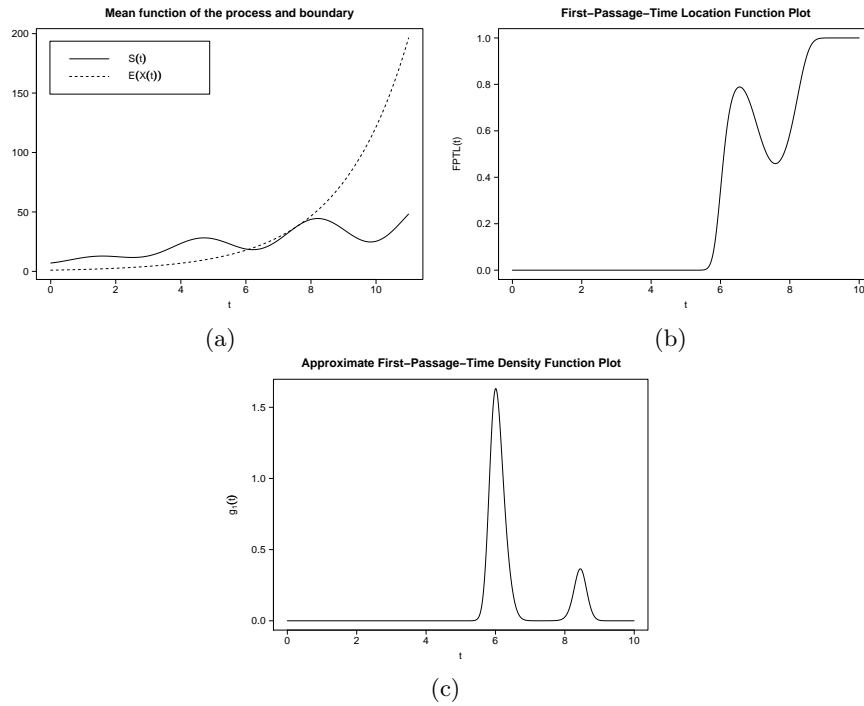 Mean function of the process and boundary
S(t)
E(X(t))
200
150
100
50
0
0 2 4 6 8 10
t
(a)
First−Passage−Time Location Function Plot
FPTL(t)
1.0
0.8
0.6
0.4
0.2
0.0
0 2 4 6 8 10
t
(b)
Approximate First−Passage−Time Density Function Plot
g1(t)
1.5
1.0
0.5
0.0
0 2 4 6 8 10
t
(c)